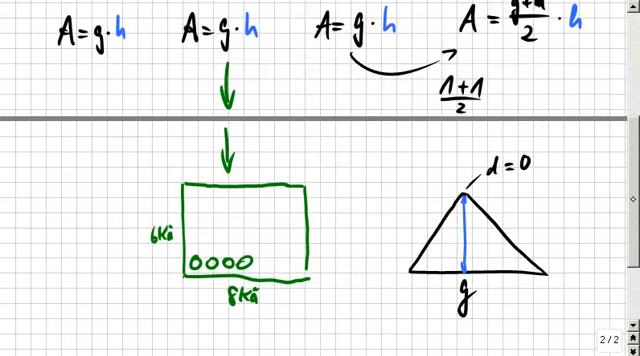 A = g · h A = g · h A = g · h A = g+d/2 · h
1+1/2
d = 0
6Kä
0000
8Kä
g
2/2